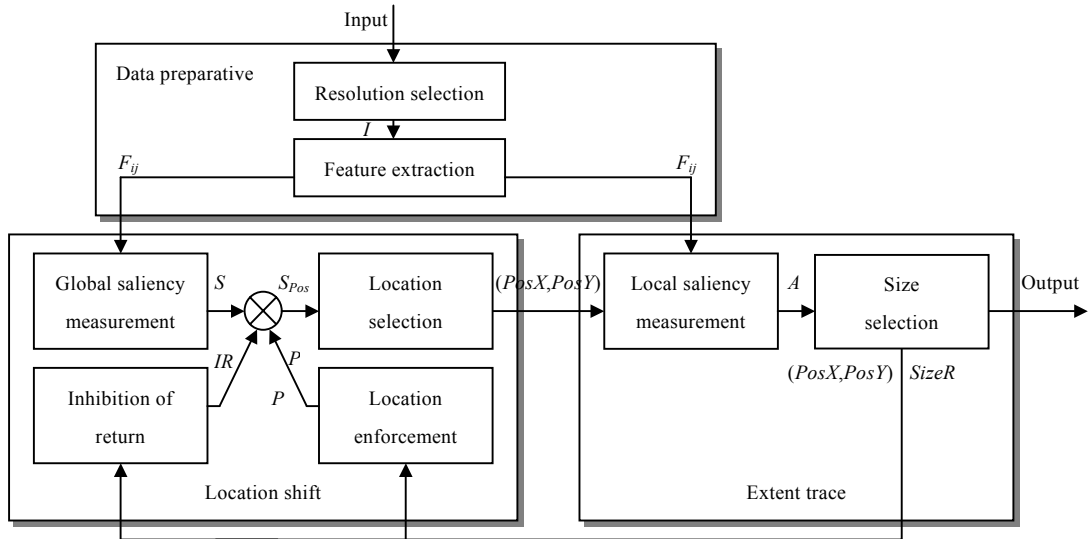 Input
Data preparative
Resolution selection
I
Feature extraction
F_ij
F_ij
Global saliency
measurement
S
S_Pos
Location
selection
(PosX,PosY)
Local saliency
measurement
A
Size
selection
Output
IR
P
P
(PosX,PosY)
SizeR
Inhibition of
return
Location
enforcement
Location shift
Extent trace